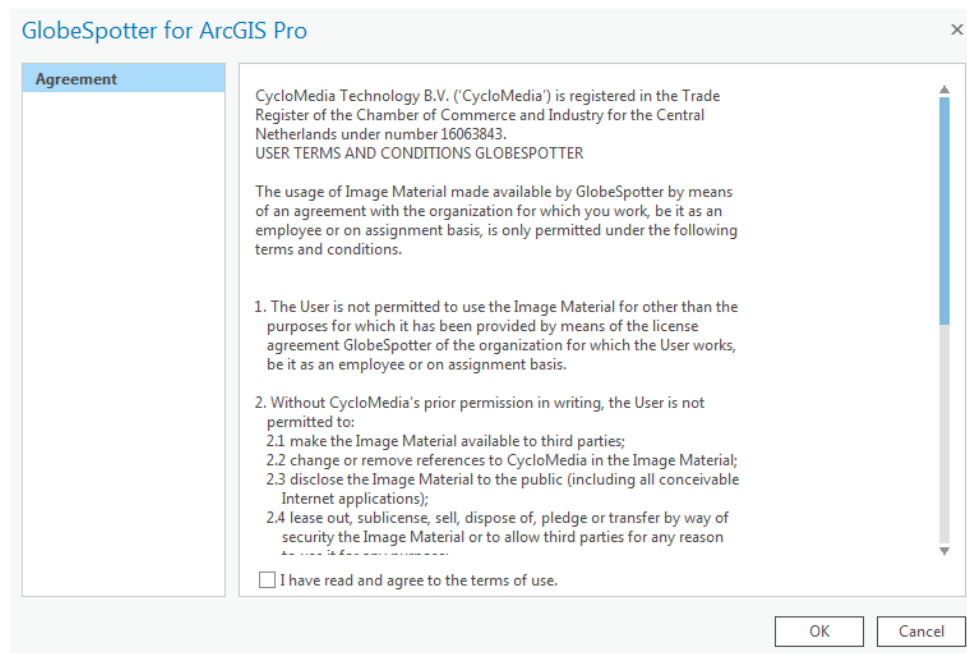 GlobeSpotter for ArcGIS Pro
Agreement
CycloMedia Technology B.V. ('CycloMedia') is registered in the Trade
Register of the Chamber of Commerce and Industry for the Central
Netherlands under number 16063843.
USER TERMS AND CONDITIONS GLOBESPOTTER
The usage of Image Material made available by GlobeSpotter by means
of an agreement with the organization for which you work, be it as an
employee or on assignment basis, is only permitted under the following
terms and conditions.
1. The User is not permitted to use the Image Material for other than the
purposes for which it has been provided by means of the license
agreement GlobeSpotter of the organization for which the User works,
be it as an employee or on assignment basis.
2. Without CycloMedia's prior permission in writing, the User is not
permitted to:
2.1 make the Image Material available to third parties;
2.2 change or remove references to CycloMedia in the Image Material;
2.3 disclose the Image Material to the public (including all conceivable
Internet applications);
2.4 lease out, sublicense, sell, dispose of, pledge or transfer by way of
security the Image Material or to allow third parties for any reason
to use it for any purpose;
I have read and agree to the terms of use.
OK
Cancel